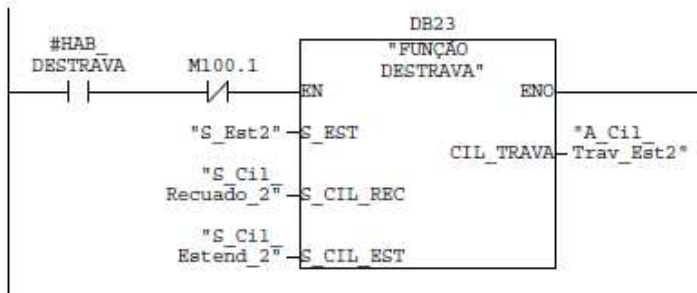 DB23
#HAB_
DESTRAVA
M100.1
"FUNÇÃO
DESTRAVA"
EN
ENO
"S_Est2"
S_EST
CIL_TRAVA
"A_Cil_
Trav_Est2"
"S_Cil_
Recuado_2"
S_CIL_REC
"S_Cil_
Estend_2"
S_CIL_EST